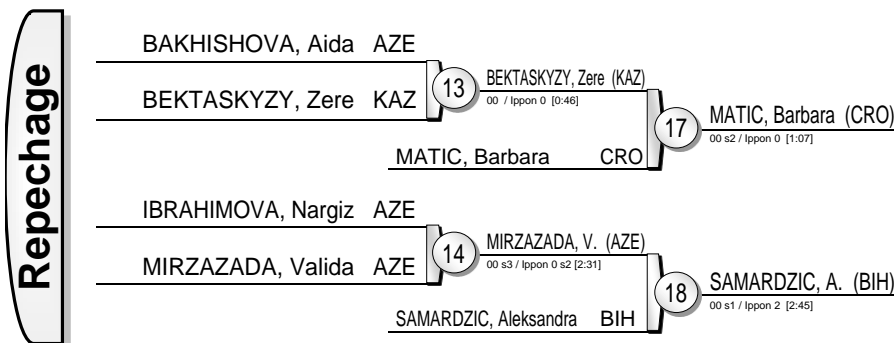 Repechage
BAKHISHOVA, Aida AZE
BEKTASKYZY, Zere KAZ
13
BEKTASKYZY, Zere (KAZ)
00 / Ippon 0 [0:46]
MATIC, Barbara CRO
17
MATIC, Barbara (CRO)
00 s2 / Ippon 0 [1:07]
IBRAHIMOVA, Nargiz AZE
MIRZAZADA, Valida AZE
14
MIRZAZADA, V. (AZE)
00 s3 / Ippon 0 s2 [2:31]
SAMARDZIC, Aleksandra BIH
18
SAMARDZIC, A. (BIH)
00 s1 / Ippon 2 [2:45]